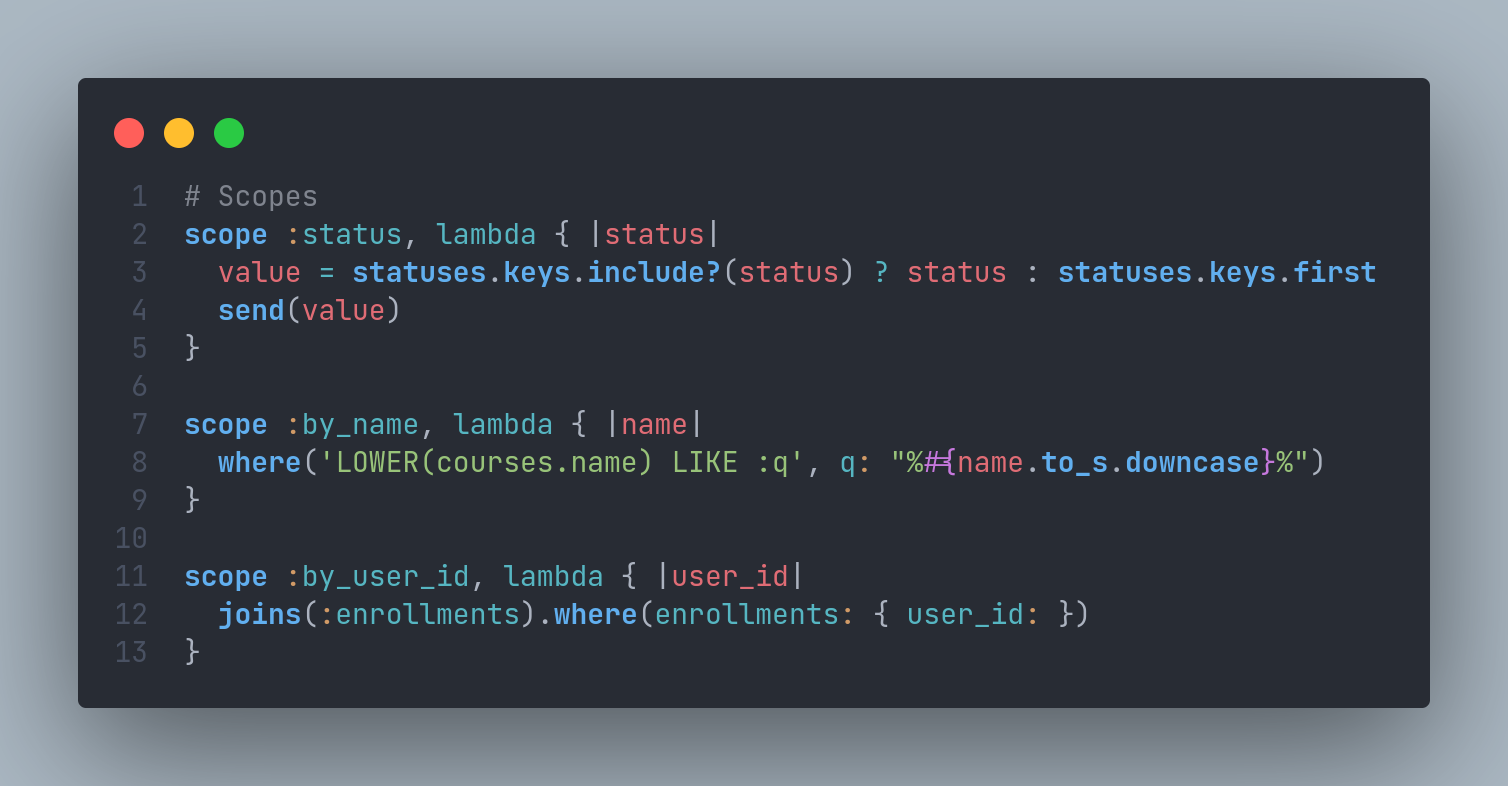 1 # Scopes
2 scope :status, lambda { |status|
3   value = statuses.keys.include?(status) ? status : statuses.keys.first
4   send(value)
5 }
6
7 scope :by_name, lambda { |name|
8   where('LOWER(courses.name) LIKE :q', q: "%#{name.to_s.downcase}%")
9 }
10
11 scope :by_user_id, lambda { |user_id|
12   joins(:enrollments).where(enrollments: { user_id: })
13 }